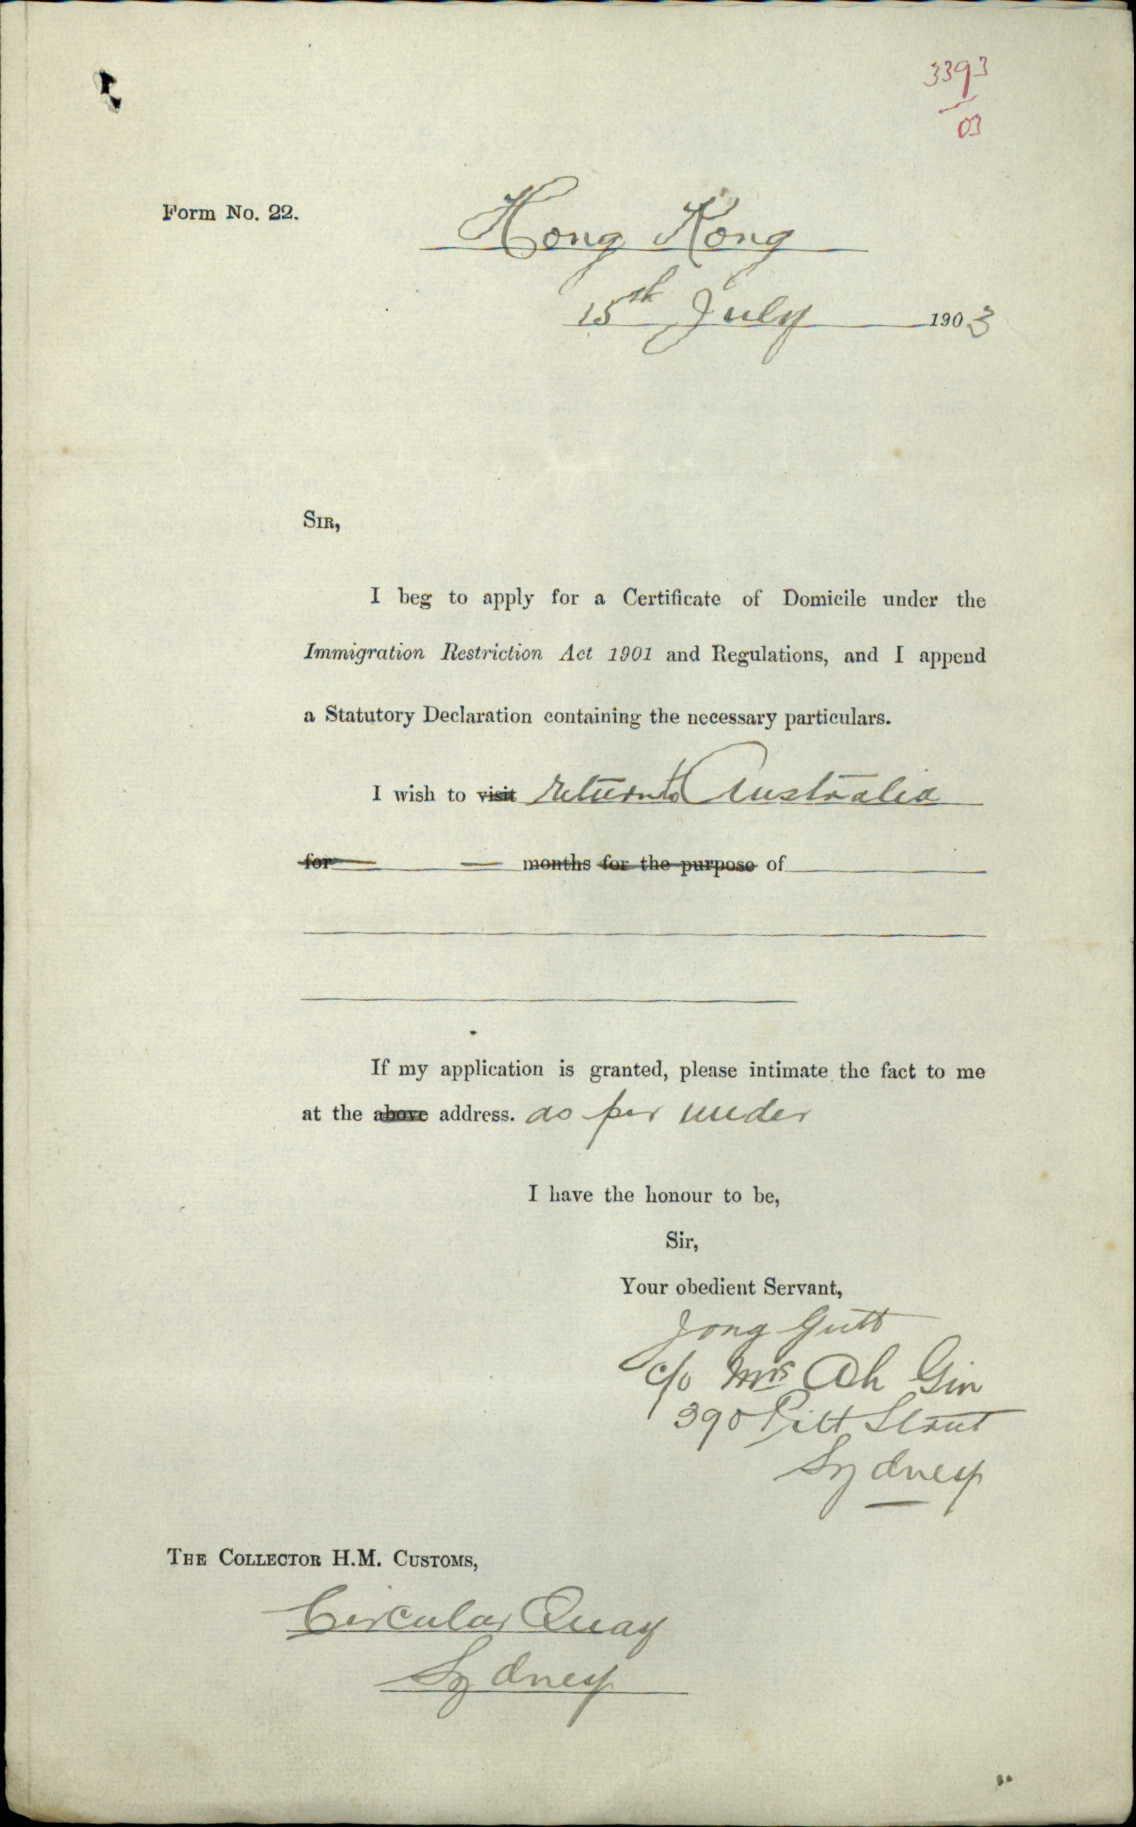 3393
03
Form No. 22.
Hong Kong
15th July 1903
SIR,
I beg to apply for a Certificate of Domicile under the
Immigration Restriction Act 1901 and Regulations, and I append
a Statutory Declaration containing the necessary particulars.
I wish to visit return to Australia
for months for the purpose of
If my application is granted, please intimate the fact to me
at the above address. as per under
I have the honour to be,
Sir,
Your obedient Servant,
Jong Gutt
c/o Mrs Ah Gin
390 Pitt Street
Sydney
THE COLLECTOR H.M. CUSTOMS,
Circular Quay
Sydney